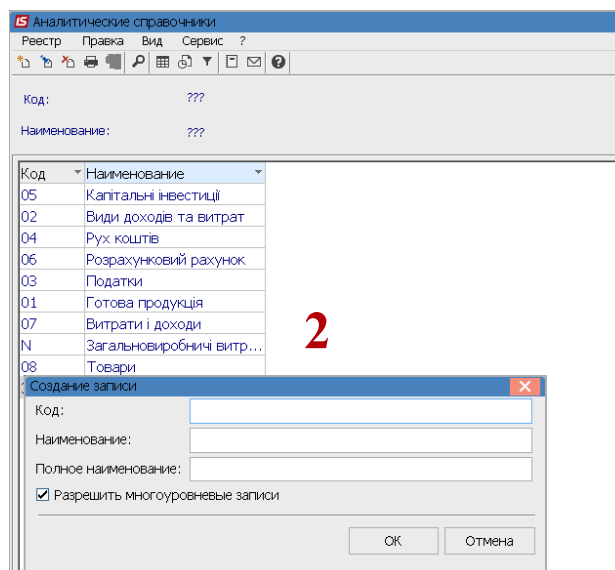 IS Аналитические справочники
Реестр Правка Вид Сервис ?
Код: ???
Наименование: ???
Код Наименование
05 Капітальні інвестиції
02 Види доходів та витрат
04 Рух коштів
06 Розрахунковий рахунок
03 Податки
01 Готова продукція
07 Витрати і доходи
N Загальновиробничі витр...
08 Товари
2
Создание записи
Код:
Наименование:
Полное наименование:
Разрешить многоуровневые записи
ОК Отмена